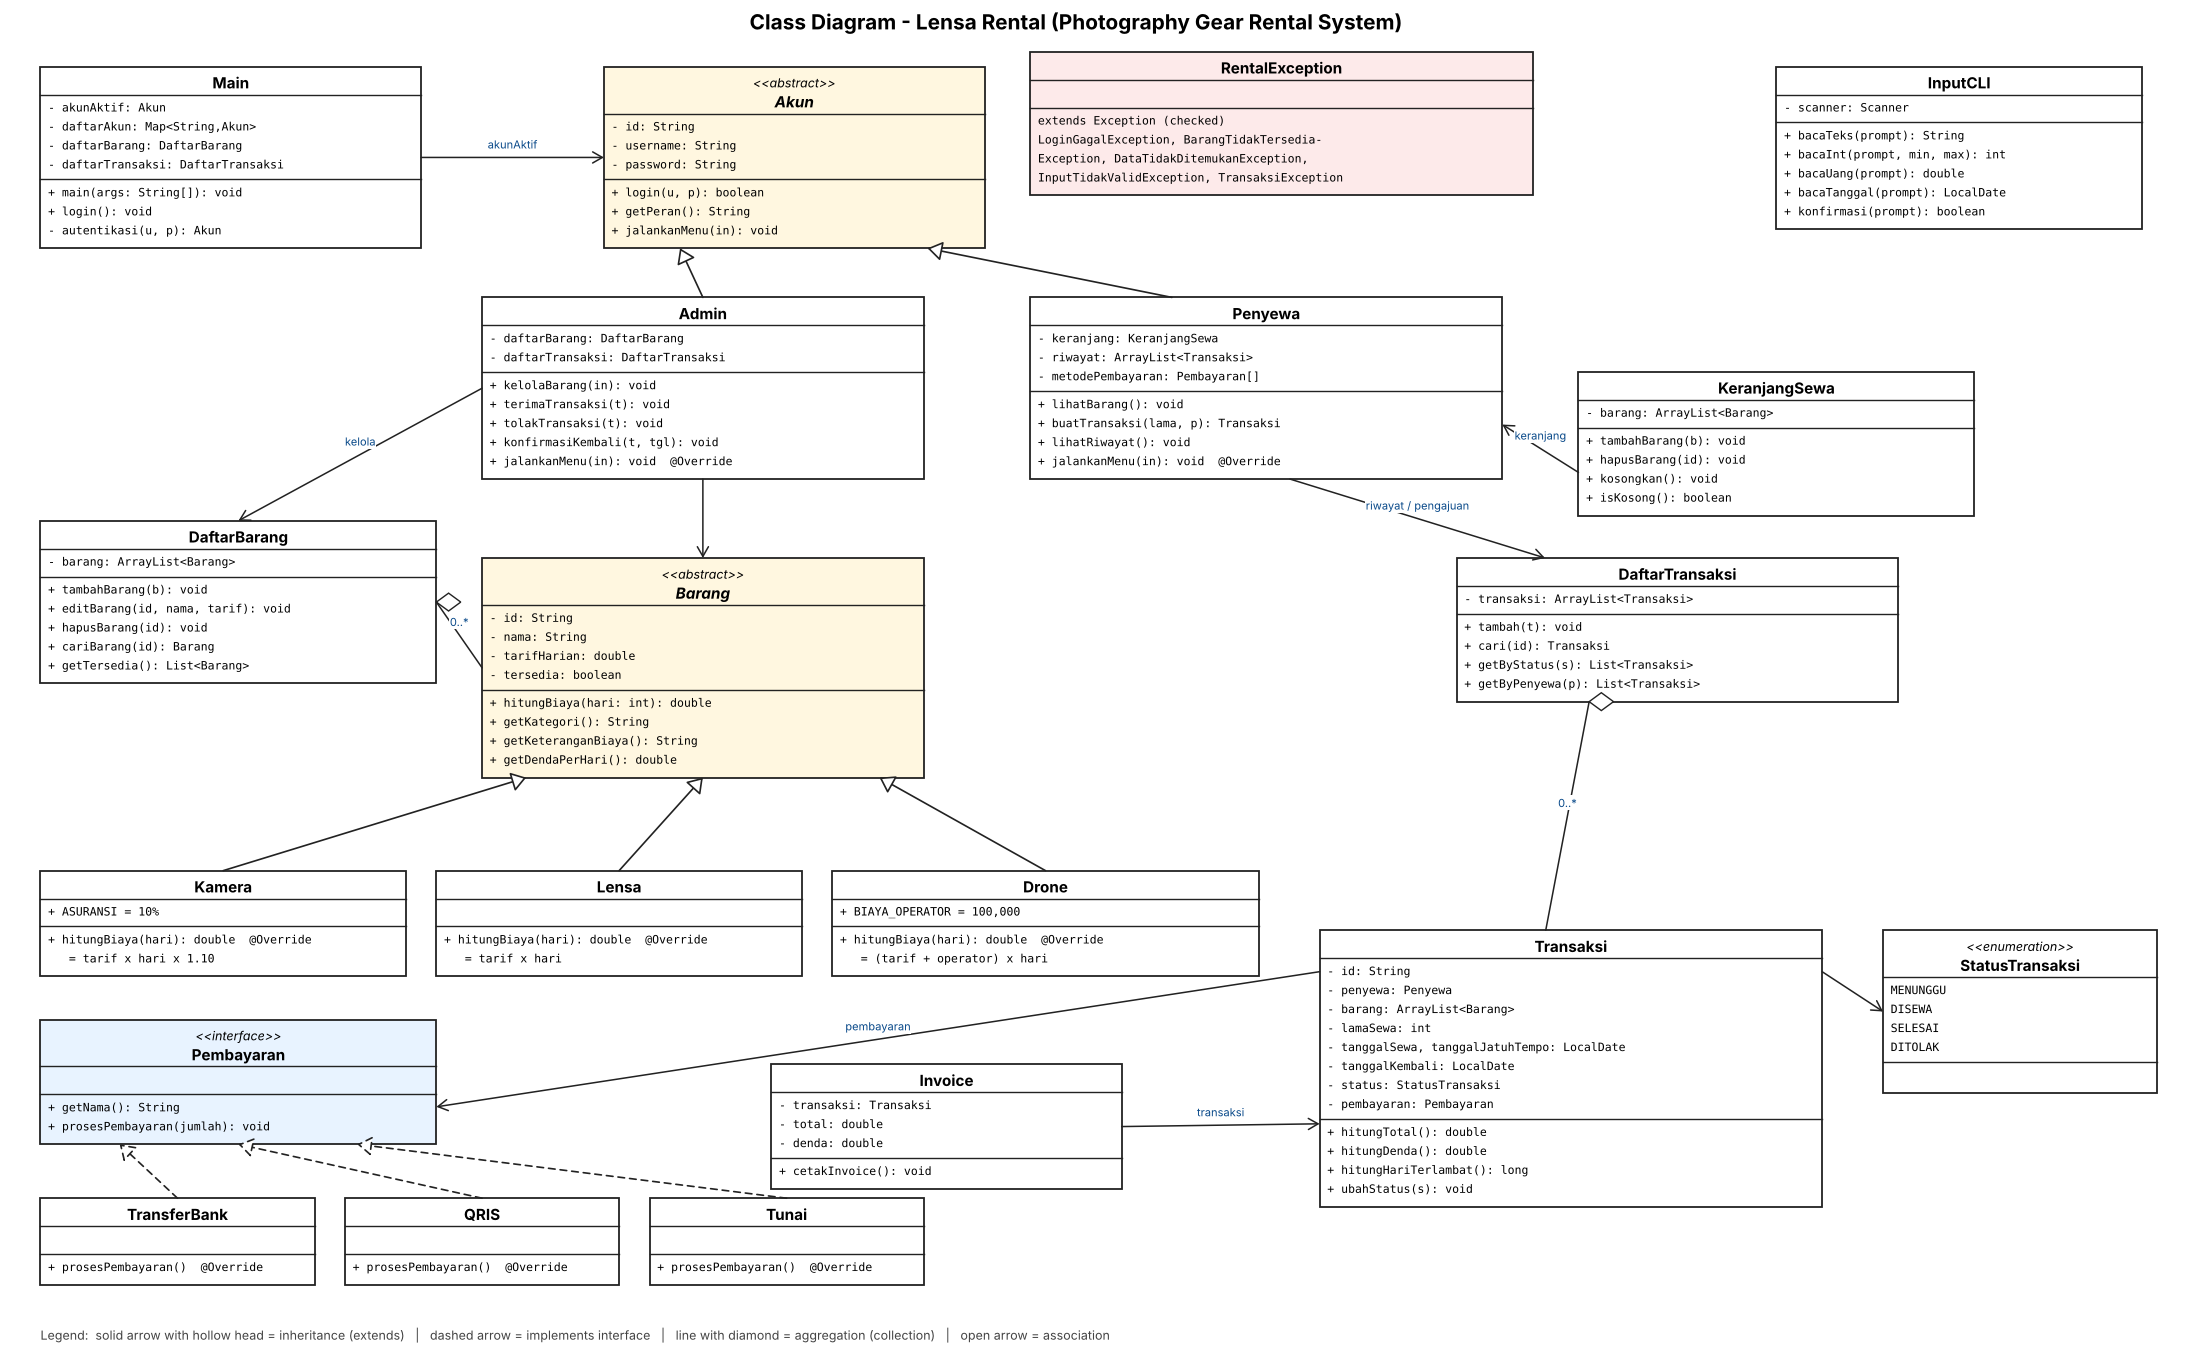 Class Diagram - Lensa Rental (Photography Gear Rental System)
Main
- akunAktif: Akun
- daftarAkun: Map<String,Akun>
- daftarBarang: DaftarBarang
- daftarTransaksi: DaftarTransaksi
+ main(args: String[]): void
+ login(): void
- autentikasi(u, p): Akun
akunAktif
<<abstract>>
Akun
- id: String
- username: String
- password: String
+ login(u, p): boolean
+ getPeran(): String
+ jalankanMenu(in): void
RentalException
extends Exception (checked)
LoginGagalException, BarangTidakTersedia-
Exception, DataTidakDitemukanException,
InputTidakValidException, TransaksiException
InputCLI
- scanner: Scanner
+ bacaTeks(prompt): String
+ bacaInt(prompt, min, max): int
+ bacaUang(prompt): double
+ bacaTanggal(prompt): LocalDate
+ konfirmasi(prompt): boolean
Admin
- daftarBarang: DaftarBarang
- daftarTransaksi: DaftarTransaksi
+ kelolaBarang(in): void
+ terimaTransaksi(t): void
+ tolakTransaksi(t): void
+ konfirmasiKembali(t, tgl): void
+ jalankanMenu(in): void  @Override
Penyewa
- keranjang: KeranjangSewa
- riwayat: ArrayList<Transaksi>
- metodePembayaran: Pembayaran[]
+ lihatBarang(): void
+ buatTransaksi(lama, p): Transaksi
+ lihatRiwayat(): void
+ jalankanMenu(in): void  @Override
keranjang
KeranjangSewa
- barang: ArrayList<Barang>
+ tambahBarang(b): void
+ hapusBarang(id): void
+ kosongkan(): void
+ isKosong(): boolean
kelola
riwayat / pengajuan
DaftarBarang
- barang: ArrayList<Barang>
+ tambahBarang(b): void
+ editBarang(id, nama, tarif): void
+ hapusBarang(id): void
+ cariBarang(id): Barang
+ getTersedia(): List<Barang>
0..*
<<abstract>>
Barang
- id: String
- nama: String
- tarifHarian: double
- tersedia: boolean
+ hitungBiaya(hari: int): double
+ getKategori(): String
+ getKeteranganBiaya(): String
+ getDendaPerHari(): double
DaftarTransaksi
- transaksi: ArrayList<Transaksi>
+ tambah(t): void
+ cari(id): Transaksi
+ getByStatus(s): List<Transaksi>
+ getByPenyewa(p): List<Transaksi>
0..*
Kamera
+ ASURANSI = 10%
+ hitungBiaya(hari): double  @Override
= tarif x hari x 1.10
Lensa
+ hitungBiaya(hari): double  @Override
= tarif x hari
Drone
+ BIAYA_OPERATOR = 100,000
+ hitungBiaya(hari): double  @Override
= (tarif + operator) x hari
Transaksi
- id: String
- penyewa: Penyewa
- barang: ArrayList<Barang>
- lamaSewa: int
- tanggalSewa, tanggalJatuhTempo: LocalDate
- tanggalKembali: LocalDate
- status: StatusTransaksi
- pembayaran: Pembayaran
+ hitungTotal(): double
+ hitungDenda(): double
+ hitungHariTerlambat(): long
+ ubahStatus(s): void
<<enumeration>>
StatusTransaksi
MENUNGGU
DISEWA
SELESAI
DITOLAK
pembayaran
<<interface>>
Pembayaran
+ getNama(): String
+ prosesPembayaran(jumlah): void
Invoice
- transaksi: Transaksi
- total: double
- denda: double
+ cetakInvoice(): void
transaksi
TransferBank
+ prosesPembayaran()  @Override
QRIS
+ prosesPembayaran()  @Override
Tunai
+ prosesPembayaran()  @Override
Legend:  solid arrow with hollow head = inheritance (extends)  |  dashed arrow = implements interface  |  line with diamond = aggregation (collection)  |  open arrow = association